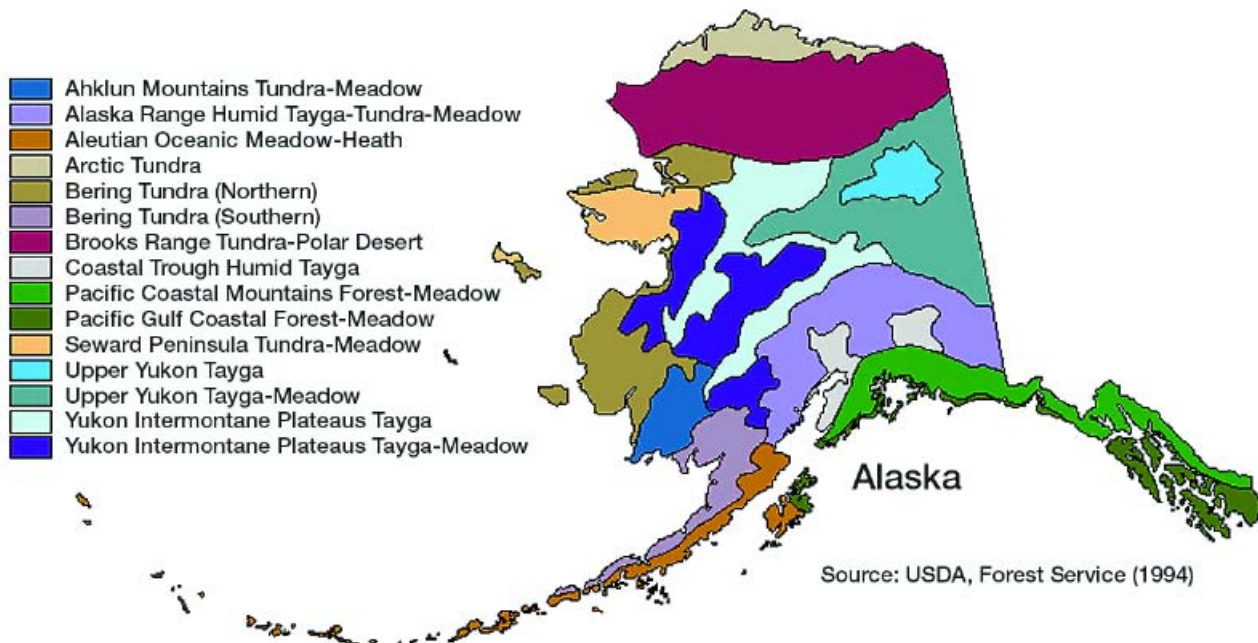 Ahklun Mountains Tundra-Meadow
Alaska Range Humid Tayga-Tundra-Meadow
Aleutian Oceanic Meadow-Heath
Arctic Tundra
Bering Tundra (Northern)
Bering Tundra (Southern)
Brooks Range Tundra-Polar Desert
Coastal Trough Humid Tayga
Pacific Coastal Mountains Forest-Meadow
Pacific Gulf Coastal Forest-Meadow
Seward Peninsula Tundra-Meadow
Upper Yukon Tayga
Upper Yukon Tayga-Meadow
Yukon Intermontane Plateaus Tayga
Yukon Intermontane Plateaus Tayga-Meadow
Alaska
Source: USDA, Forest Service (1994)